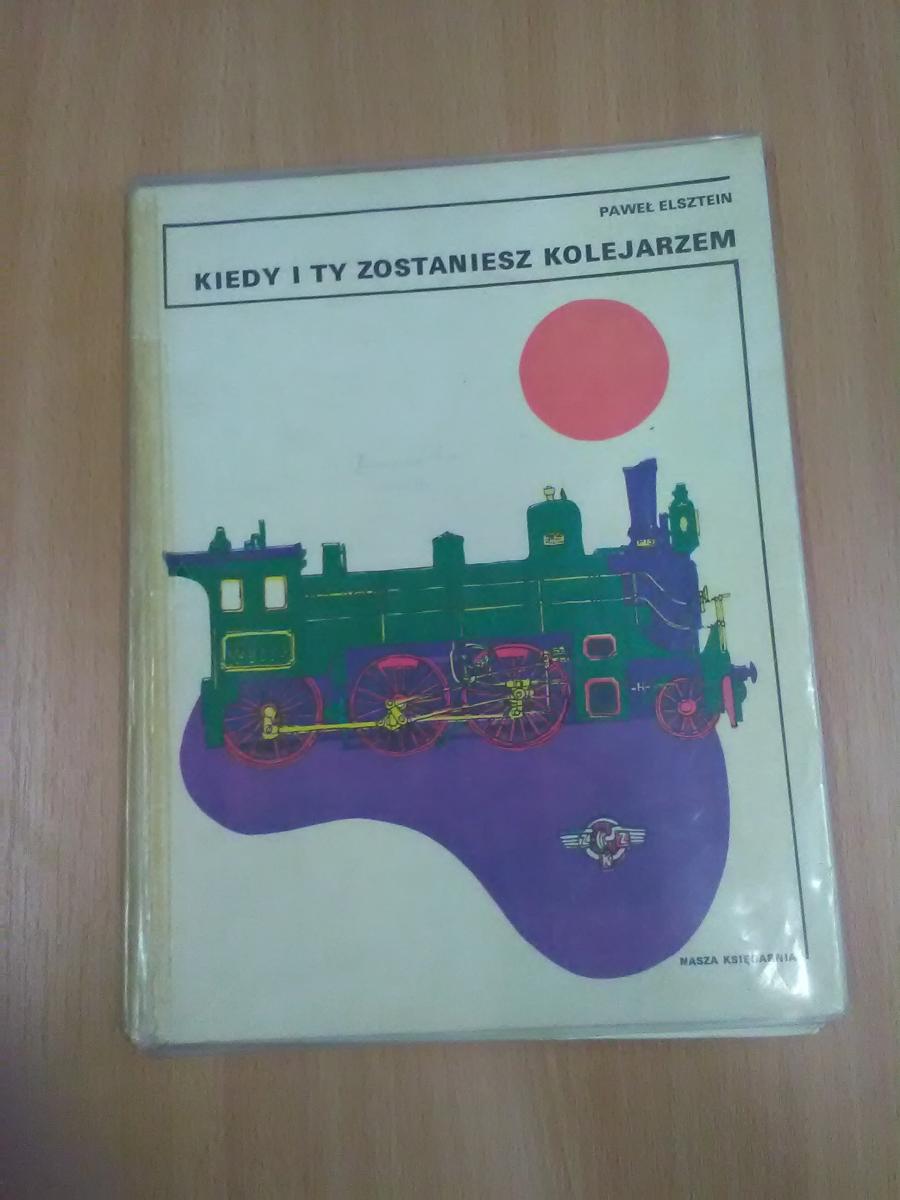 PAWEŁ ELSZTEIN
KIEDY I TY ZOSTANIESZ KOLEJARZEM
Z Z
K
NASZA KSIĘGARNIA